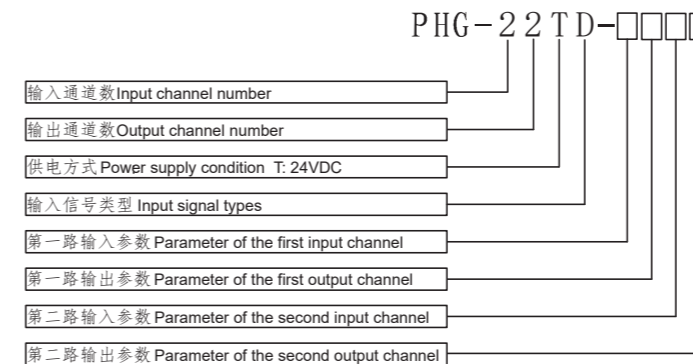 PHG-22TD-□□□□
输入通道数Input channel number
输出通道数Output channel number
供电方式Power supply condition T: 24VDC
输入信号类型 Input signal types
第一路输入参数 Parameter of the first input channel
第一路输出参数 Parameter of the first output channel
第二路输入参数 Parameter of the second input channel
第二路输出参数 Parameter of the second output channel